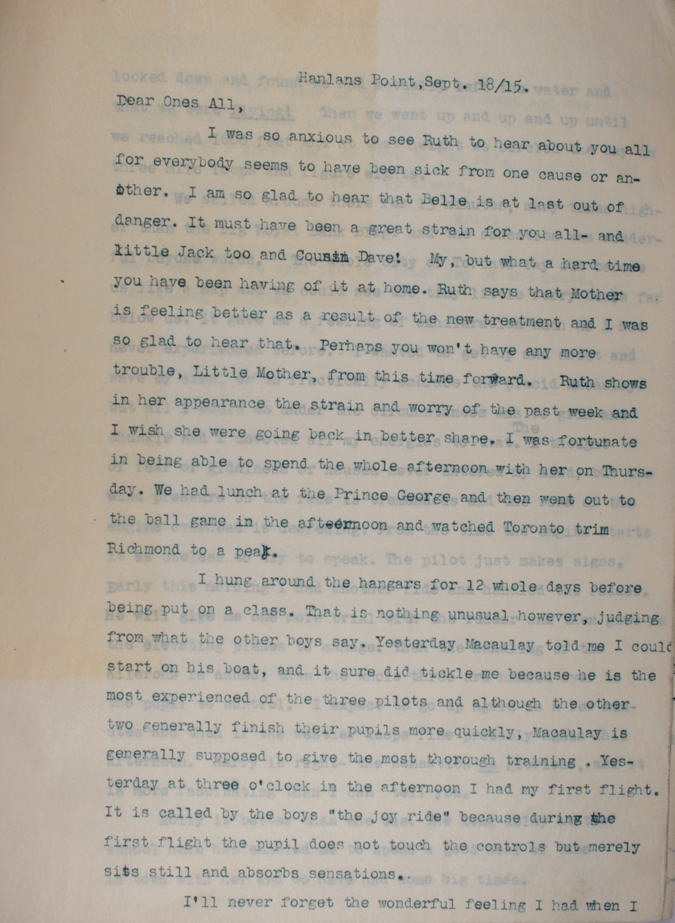 Hanlans Point,Sept. 18/15.
Dear Ones All,
I was so anxious to see Ruth to hear about you all
for everybody seems to have been sick from one cause or an-
other. I am so glad to hear that Belle is at last out of
danger. It must have been a great strain for you all- and
little Jack too and Cousin Dave! My, but what a hard time
you have been having of it at home. Ruth says that Mother
is feeling better as a result of the new treatment and I was
so glad to hear that. Perhaps you won't have any more
trouble, Little Mother, from this time forward. Ruth shows
in her appearance the strain and worry of the past week and
I wish she were going back in better shape. I was fortunate
in being able to spend the whole afternoon with her on Thurs-
day. We had lunch at the Prince George and then went out to
the ball game in the afteernoon and watched Toronto trim
Richmond to a peak.
I hung around the hangars for 12 whole days before
being put on a class. That is nothing unusual however, judging
from what the other boys say. Yesterday Macaulay told me I could
start on his boat, and it sure did tickle me because he is the
most experienced of the three pilots and although the other
two generally finish their pupils more quickly, Macaulay is
generally supposed to give the most thorough training . Yes-
terday at three o'clock in the afternoon I had my first flight.
It is called by the boys "the joy ride" because during the
first flight the pupil does not touch the controls but merely
sits still and absorbs sensations..
I'll never forget the wonderful feeling I had when I